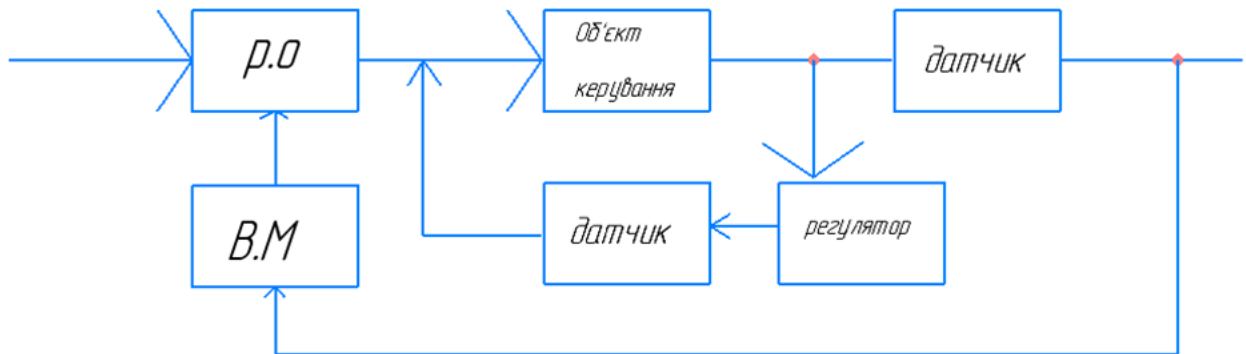 р.о
Об'єкт
керування
датчик
В.М
датчик
регулятор